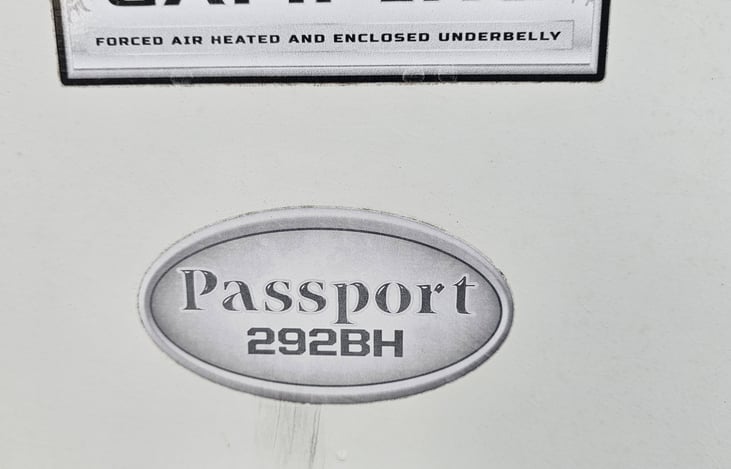 FORCED AIR HEATED AND ENCLOSED UNDERBELLY
Passport
292BH